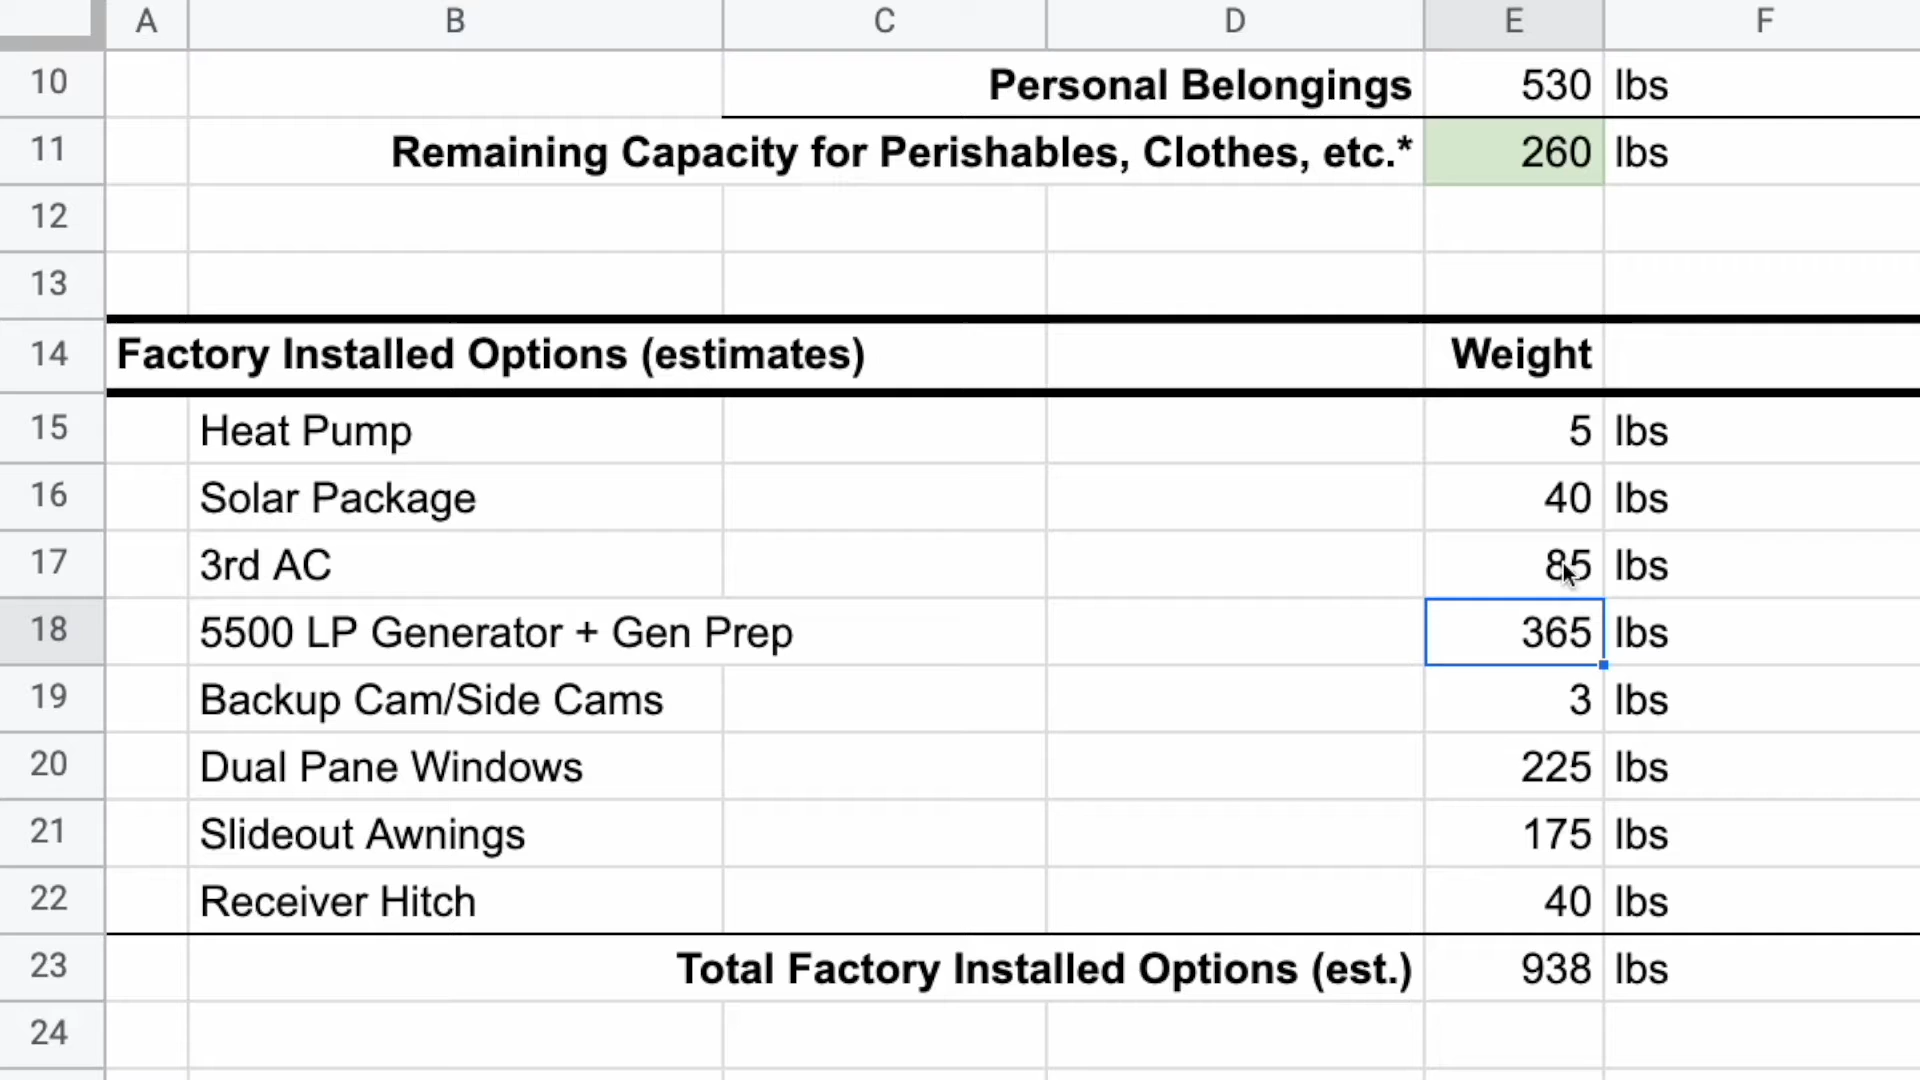 A B C D E F
10 Personal Belongings 530 lbs
11 Remaining Capacity for Perishables, Clothes, etc.* 260 lbs
12
13
14 Factory Installed Options (estimates) Weight
15 Heat Pump 5 lbs
16 Solar Package 40 lbs
17 3rd AC 85 lbs
18 5500 LP Generator + Gen Prep 365 lbs
19 Backup Cam/Side Cams 3 lbs
20 Dual Pane Windows 225 lbs
21 Slideout Awnings 175 lbs
22 Receiver Hitch 40 lbs
23 Total Factory Installed Options (est.) 938 lbs
24